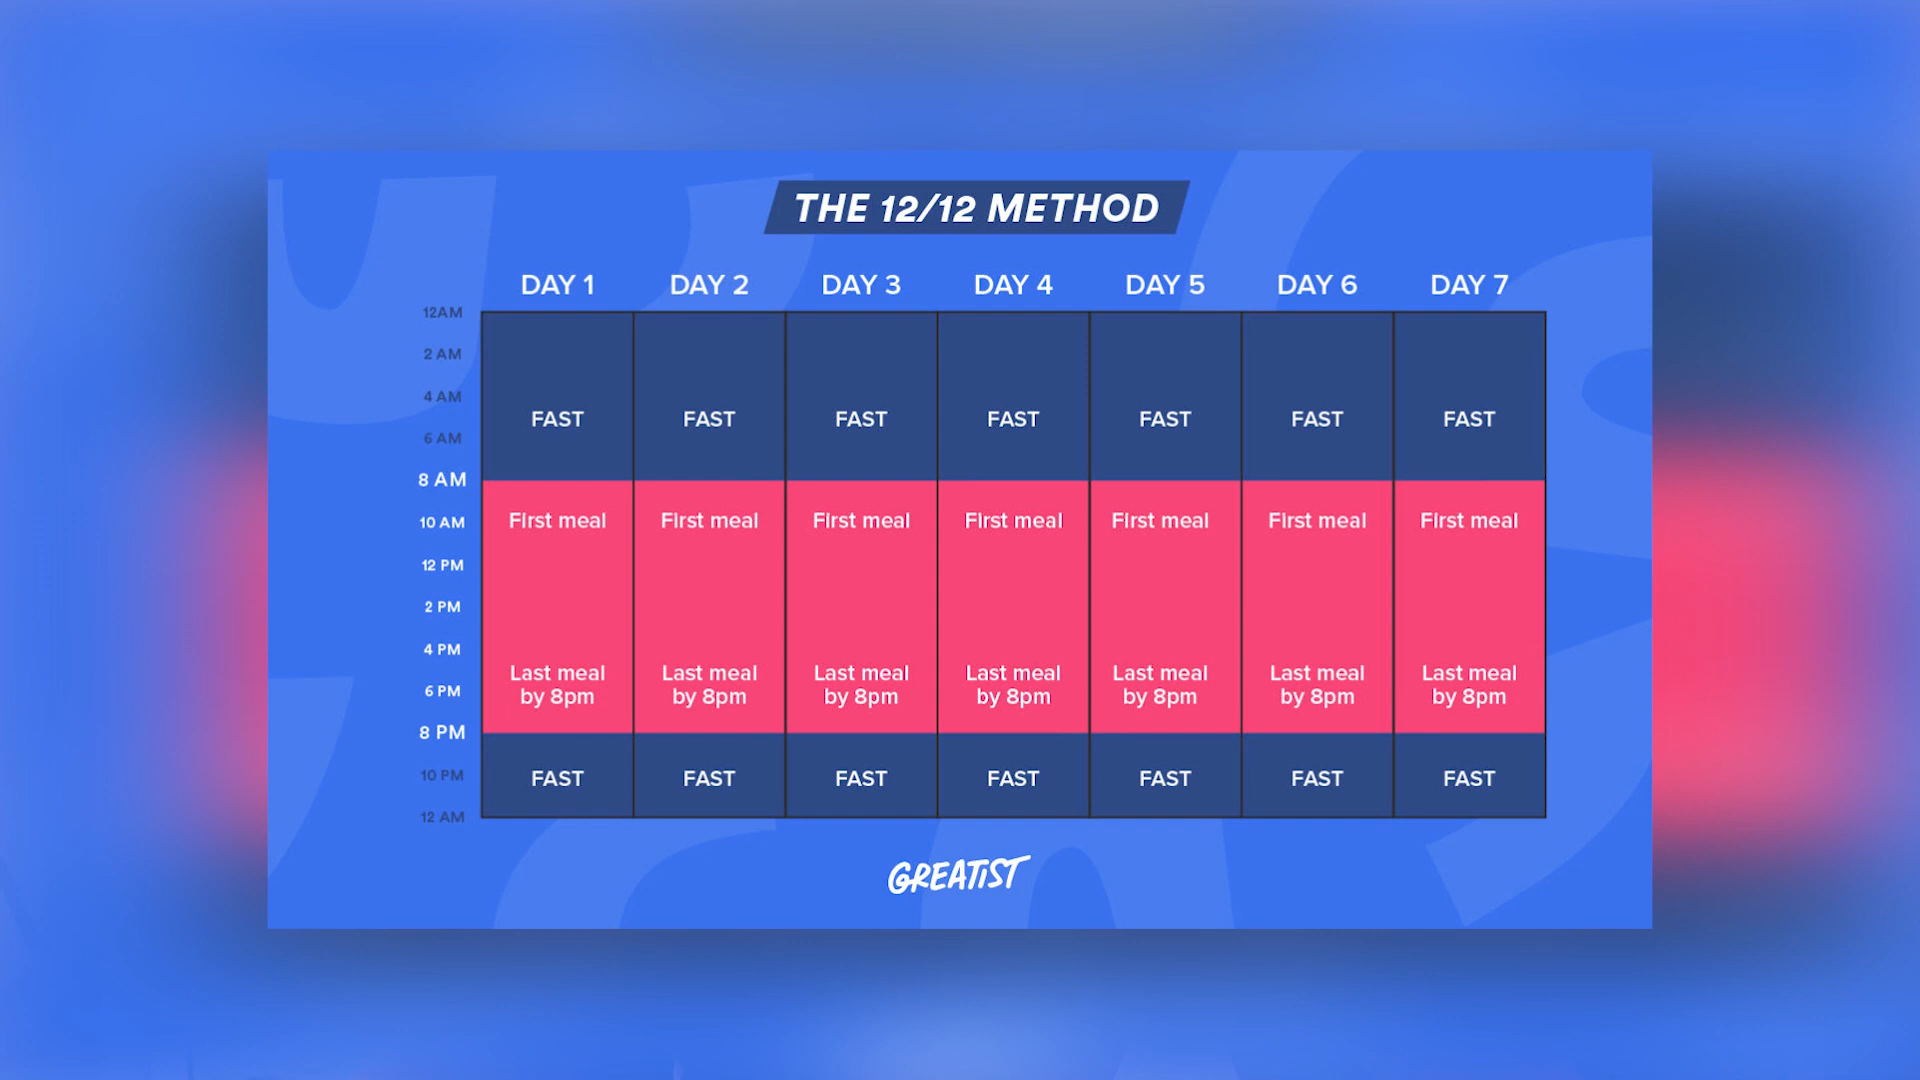 THE 12/12 METHOD
DAY 1 DAY 2 DAY 3 DAY 4 DAY 5 DAY 6 DAY 7
12AM
2 AM
4 AM
FAST FAST FAST FAST FAST FAST FAST
6 AM
8 AM
10 AM First meal First meal First meal First meal First meal First meal First meal
12 PM
2 PM
4 PM
Last meal Last meal Last meal Last meal Last meal Last meal Last meal
6 PM by 8pm by 8pm by 8pm by 8pm by 8pm by 8pm by 8pm
8 PM
10 PM FAST FAST FAST FAST FAST FAST FAST
12 AM
GREATIST